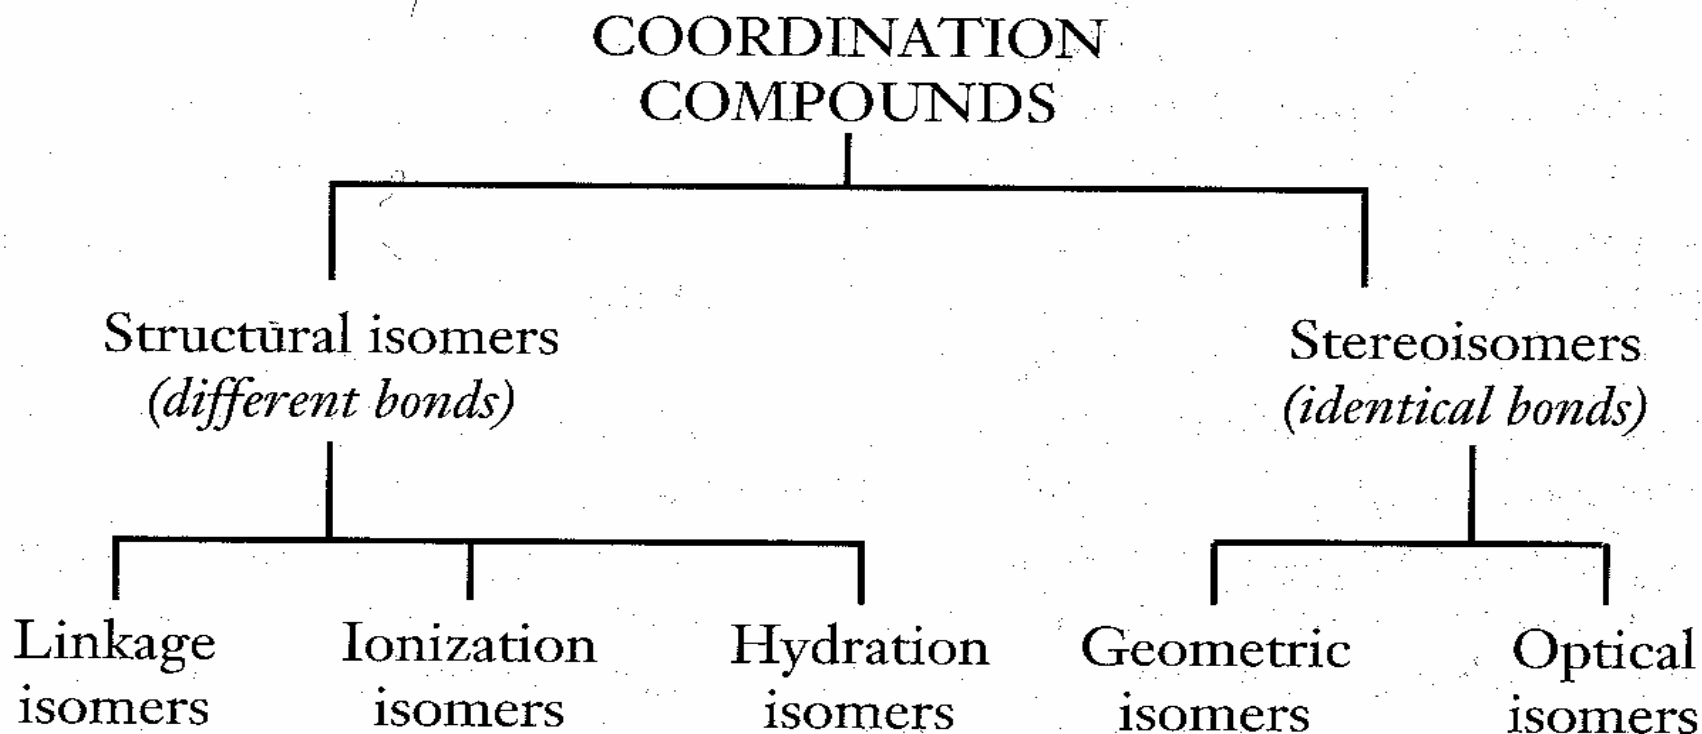 COORDINATION
COMPOUNDS
Structural isomers
(different bonds)
Stereoisomers
(identical bonds)
Linkage
isomers
Ionization
isomers
Hydration
isomers
Geometric
isomers
Optical
isomers